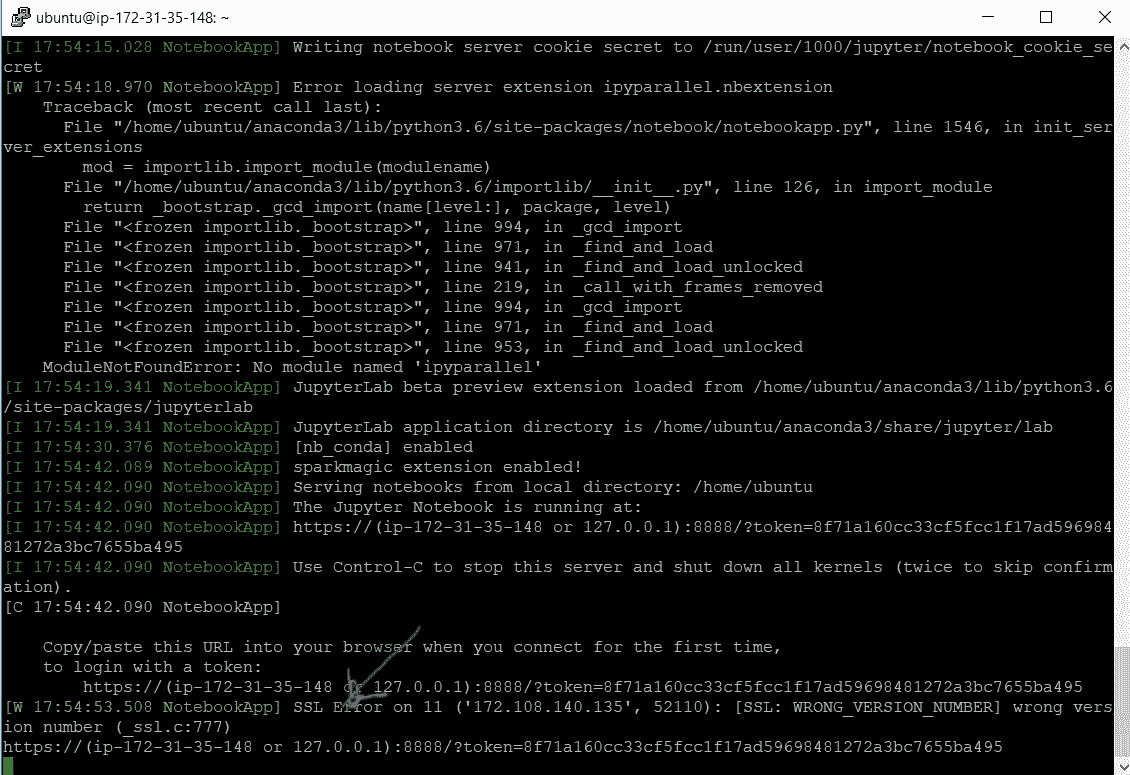 ubuntu@ip-172-31-35-148: ~
[I 17:54:15.028 NotebookApp] Writing notebook server cookie secret to /run/user/1000/jupyter/notebook_cookie_se
cret
[W 17:54:18.970 NotebookApp] Error loading server extension ipyparallel.nbextension
    Traceback (most recent call last):
      File "/home/ubuntu/anaconda3/lib/python3.6/site-packages/notebook/notebookapp.py", line 1546, in init_ser
ver_extensions
        mod = importlib.import_module(modulename)
      File "/home/ubuntu/anaconda3/lib/python3.6/importlib/__init__.py", line 126, in import_module
        return _bootstrap._gcd_import(name[level:], package, level)
      File "<frozen importlib._bootstrap>", line 994, in _gcd_import
      File "<frozen importlib._bootstrap>", line 971, in _find_and_load
      File "<frozen importlib._bootstrap>", line 941, in _find_and_load_unlocked
      File "<frozen importlib._bootstrap>", line 219, in _call_with_frames_removed
      File "<frozen importlib._bootstrap>", line 994, in _gcd_import
      File "<frozen importlib._bootstrap>", line 971, in _find_and_load
      File "<frozen importlib._bootstrap>", line 953, in _find_and_load_unlocked
    ModuleNotFoundError: No module named 'ipyparallel'
[I 17:54:19.341 NotebookApp] JupyterLab beta preview extension loaded from /home/ubuntu/anaconda3/lib/python3.6
/site-packages/jupyterlab
[I 17:54:19.341 NotebookApp] JupyterLab application directory is /home/ubuntu/anaconda3/share/jupyter/lab
[I 17:54:30.376 NotebookApp] [nb_conda] enabled
[I 17:54:42.089 NotebookApp] sparkmagic extension enabled!
[I 17:54:42.090 NotebookApp] Serving notebooks from local directory: /home/ubuntu
[I 17:54:42.090 NotebookApp] The Jupyter Notebook is running at:
[I 17:54:42.090 NotebookApp] https://(ip-172-31-35-148 or 127.0.0.1):8888/?token=8f71a160cc33cf5fcc1f17ad596984
81272a3bc7655ba495
[I 17:54:42.090 NotebookApp] Use Control-C to stop this server and shut down all kernels (twice to skip confirm
ation).
[C 17:54:42.090 NotebookApp]
    Copy/paste this URL into your browser when you connect for the first time,
    to login with a token:
        https://(ip-172-31-35-148 or 127.0.0.1):8888/?token=8f71a160cc33cf5fcc1f17ad59698481272a3bc7655ba495
[W 17:54:53.508 NotebookApp] SSL Error on 11 ('172.108.140.135', 52110): [SSL: WRONG_VERSION_NUMBER] wrong vers
ion number (_ssl.c:777)
https://(ip-172-31-35-148 or 127.0.0.1):8888/?token=8f71a160cc33cf5fcc1f17ad59698481272a3bc7655ba495